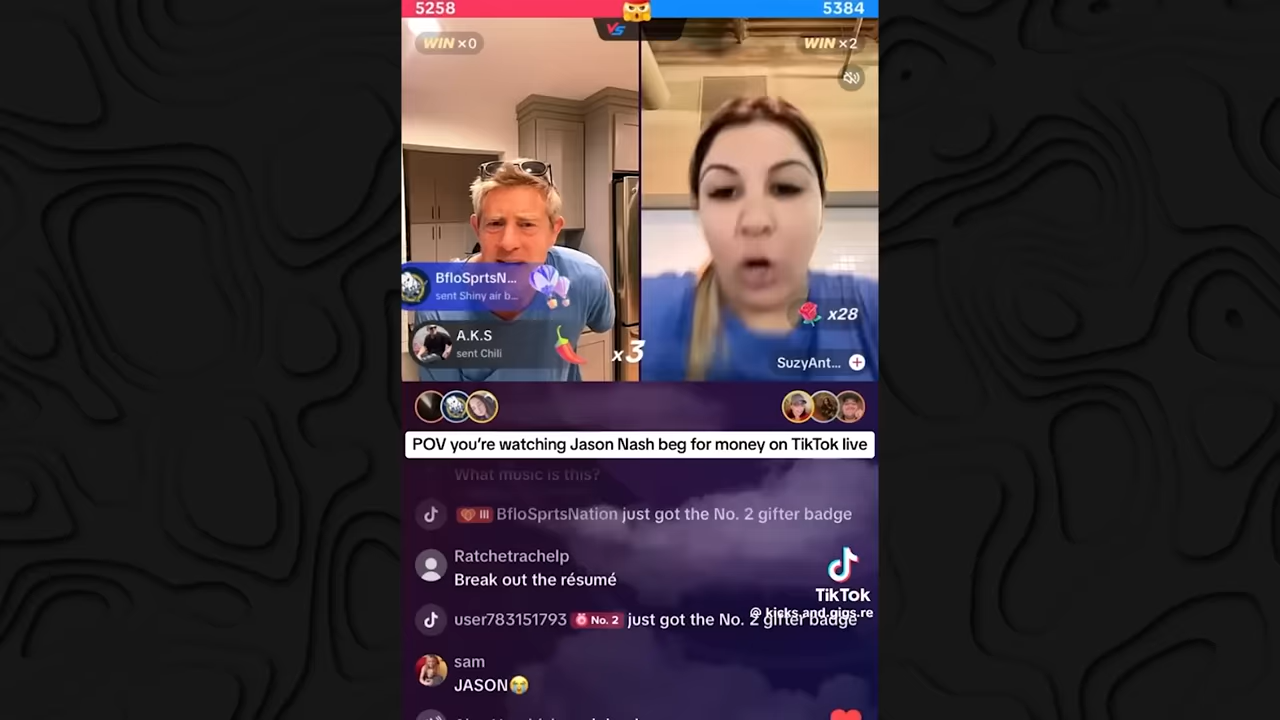 5258
5384
VS
WIN ×0
WIN ×2
BfloSprtsN...
sent Shiny air b...
A.K.S
sent Chili
x3
x28
SuzyAnt...
POV you're watching Jason Nash beg for money on TikTok live
What music is this?
III BfloSprtsNation just got the No. 2 gifter badge
Ratchetrachelp
Break out the résumé
TikTok
@ kicks.and.gigs.re
user783151793 No. 2 just got the No. 2 gifter badge
sam
JASON😭